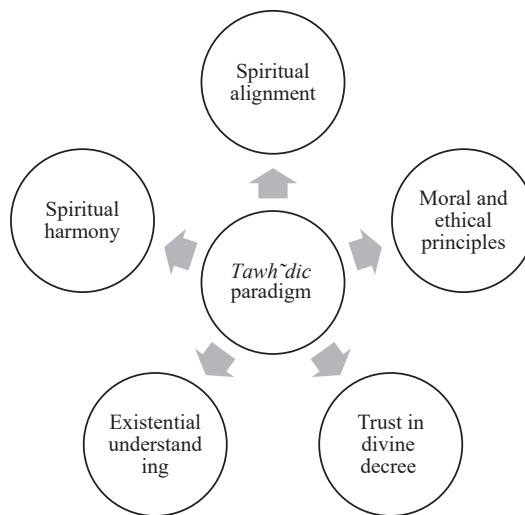 Spiritual
alignment
Moral and
ethical
principles
Trust in
divine
decree
Existential
understand
ing
Spiritual
harmony
Tawh˜dic
paradigm